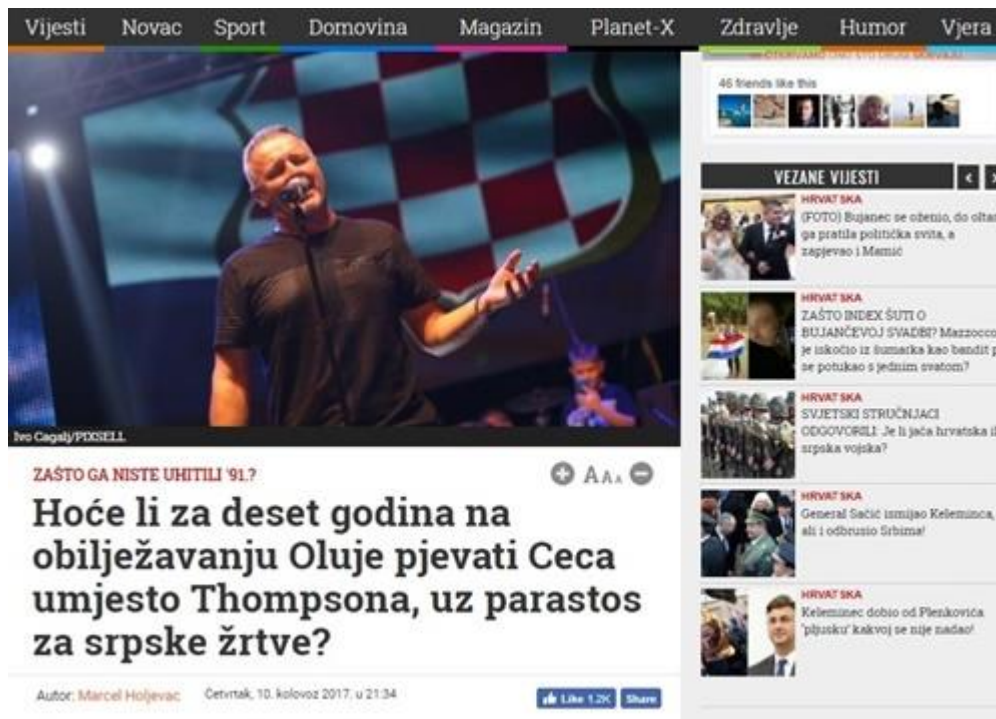 Vijesti Novac Sport Domovina Magazin Planet-X Zdravlje Humor Vjera
46 friends like this
Ivo Cagalj/PIXSELL
ZAŠTO GA NISTE UHITILI '91.?
A A A
Hoće li za deset godina na
obilježavanju Oluje pjevati Ceca
umjesto Thompsona, uz parastos
za srpske žrtve?
Autor: Marcel Holjevac Četvrtak, 10. kolovoz 2017. u 21:34
Like 1.2K Share
VEZANE VIJESTI
HRVATSKA
(FOTO) Bujanec se oženio, do oltar
ga pratila politička svita, a
zapjevao i Mamić
HRVATSKA
ZAŠTO INDEX ŠUTI O
BUJANČEVOJ SVADBI? Mazzocco
je iskočio iz šumarka kao bandit p
se potukao s jednim svatom?
HRVATSKA
SVJETSKI STRUČNJACI
ODGOVORILI: Je li jača hrvatska il
srpska vojska?
HRVATSKA
General Sačić ismijao Keleminca,
ali i odbrusio Srbima!
HRVATSKA
Keleminec dobio od Plenkovića
'pljusku' kakvoj se nije nadao!